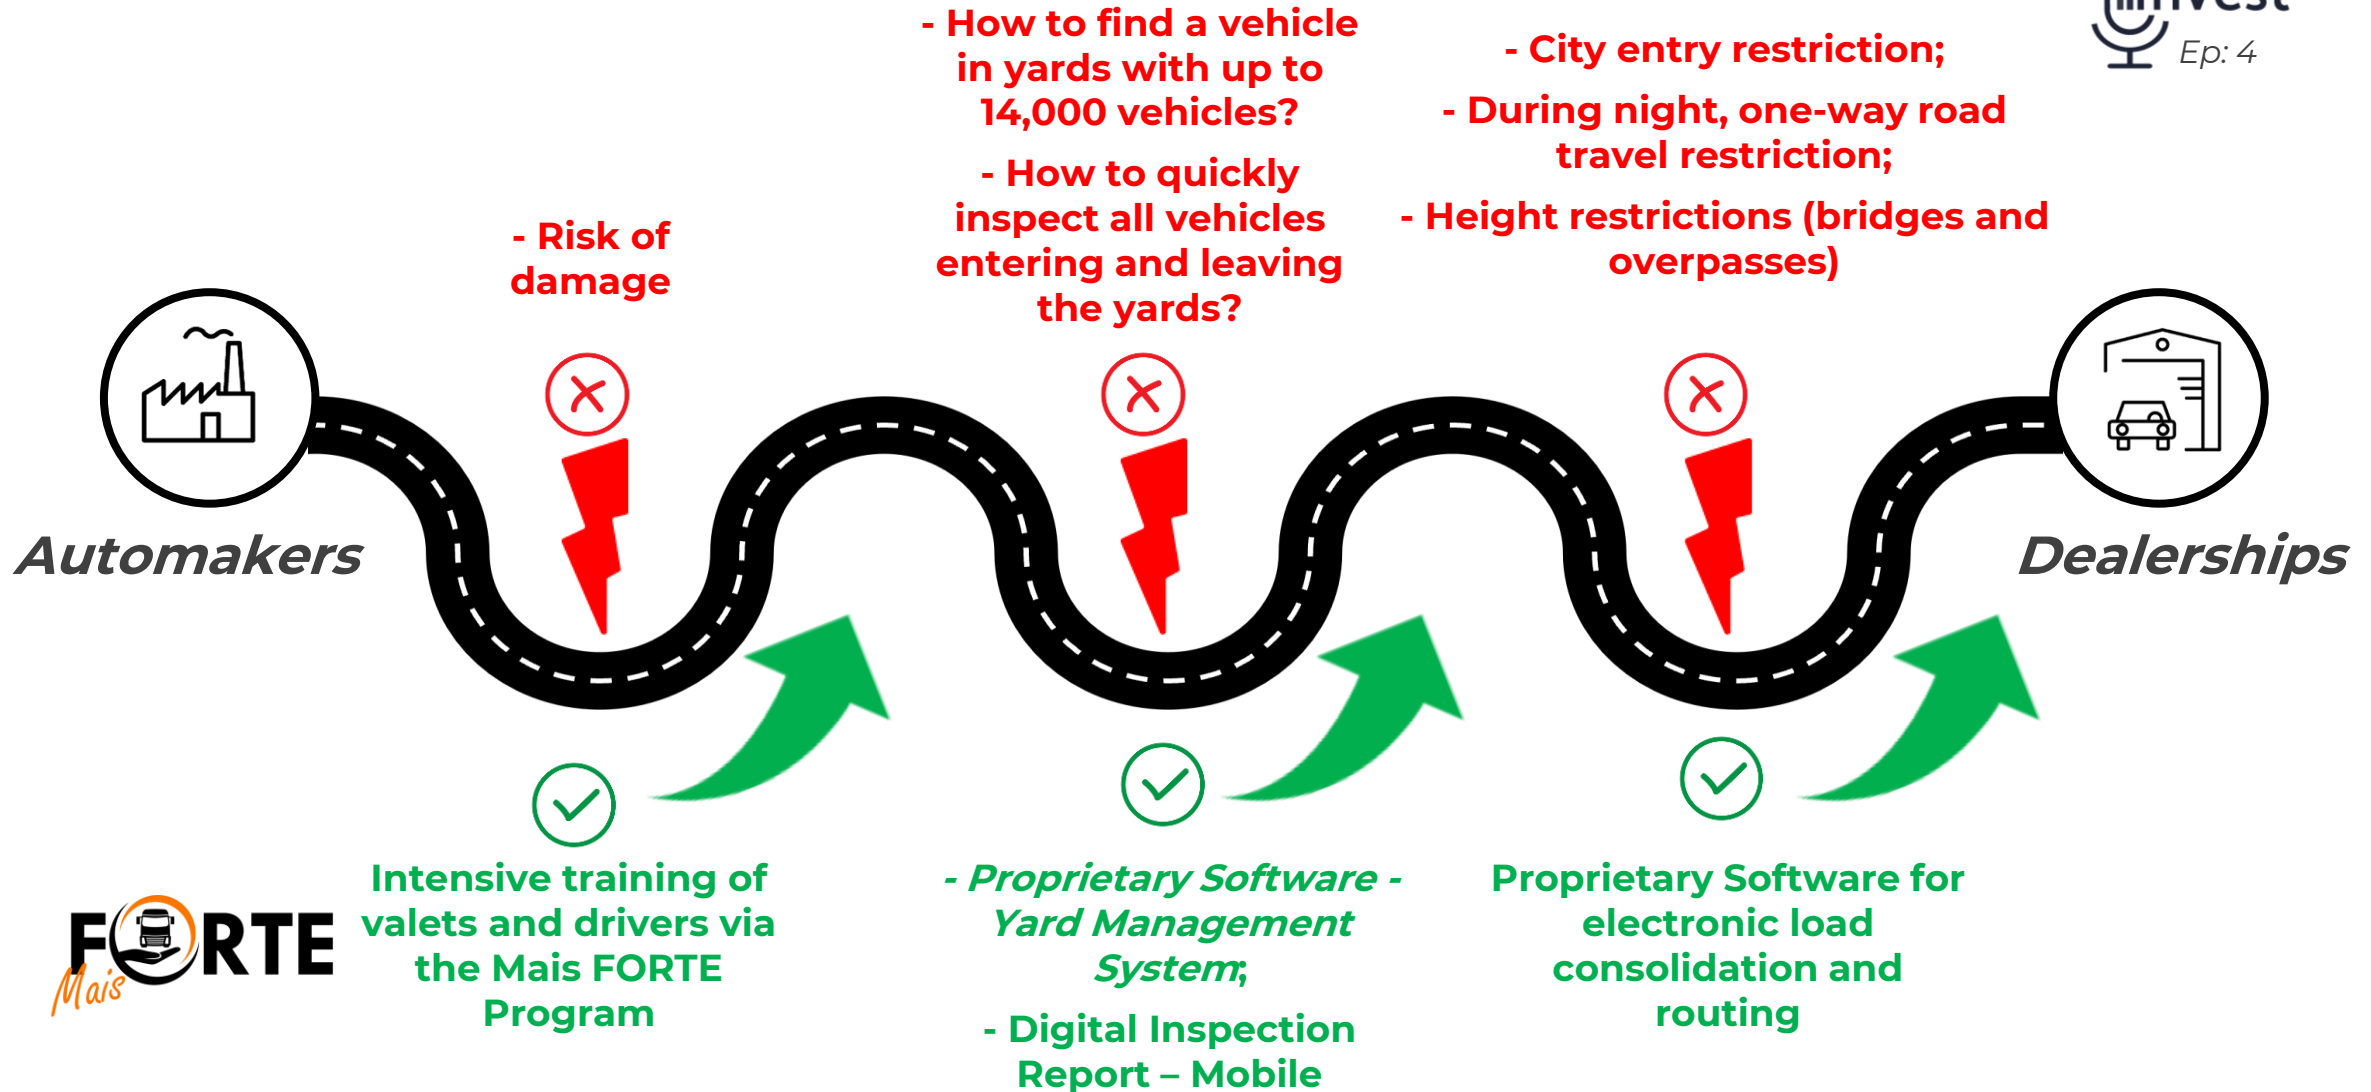 - How to find a vehicle
in yards with up to
14,000 vehicles?
- How to quickly
inspect all vehicles
entering and leaving
the yards?
- City entry restriction;
- During night, one-way road
travel restriction;
- Height restrictions (bridges and
overpasses)
Ep: 4
- Risk of
damage
Automakers
Dealerships
FORTE
Mais
Intensive training of
valets and drivers via
the Mais FORTE
Program
- Proprietary Software -
Yard Management
System;
- Digital Inspection
Report – Mobile
Proprietary Software for
electronic load
consolidation and
routing